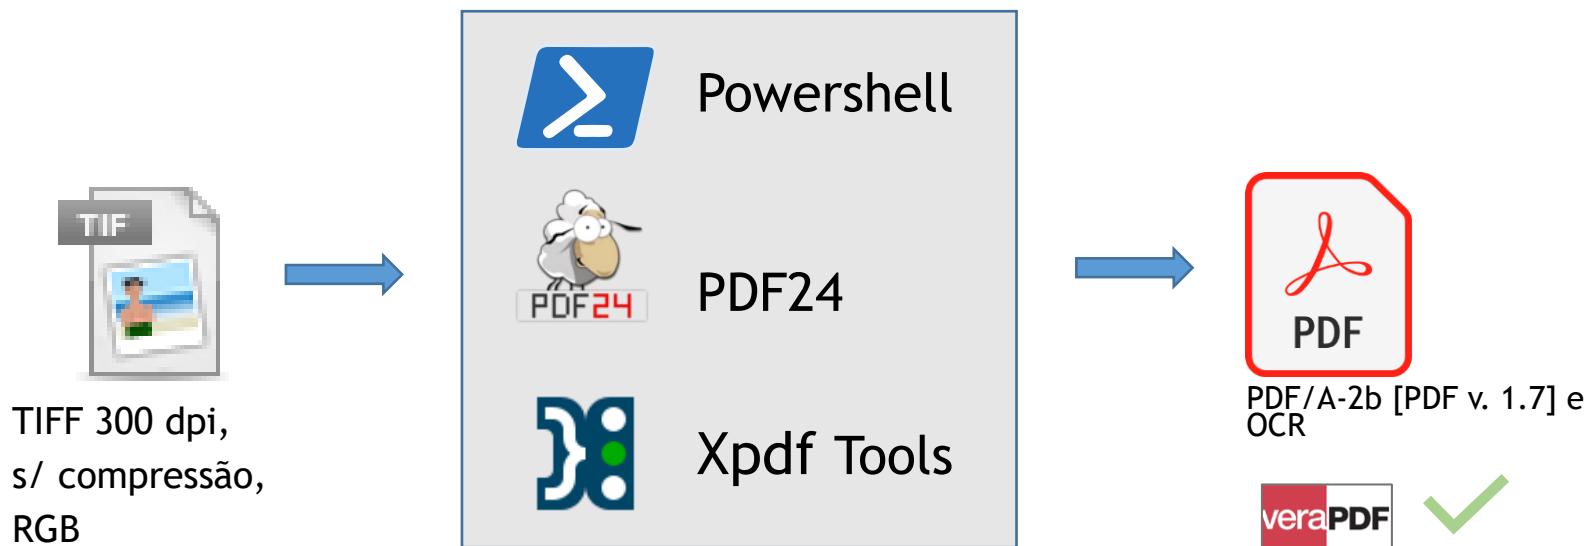 TIF
TIFF 300 dpi,
s/ compressão,
RGB
Powershell
PDF24
PDF24
Xpdf Tools
PDF
PDF/A-2b [PDF v. 1.7] e
OCR
veraPDF